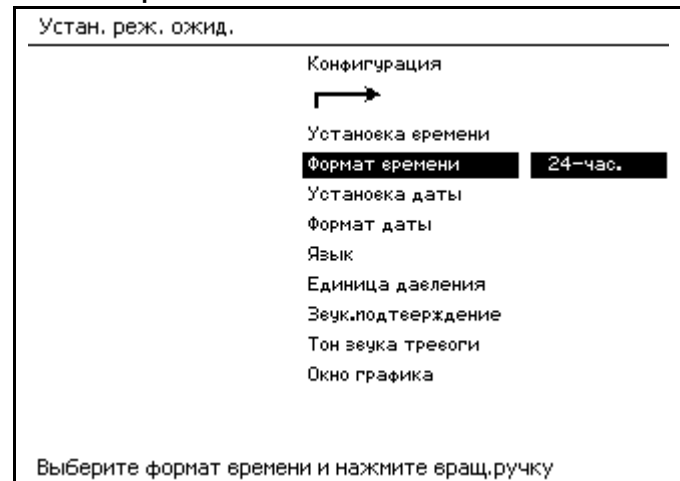 Устан. реж. ожид.
Конфигурация
Установка времени
Формат времени 24-час.
Установка даты
Формат даты
Язык
Единица давления
Звук.подтверждение
Тон звука тревоги
Окно графика
Выберите формат времени и нажмите вращ.ручку